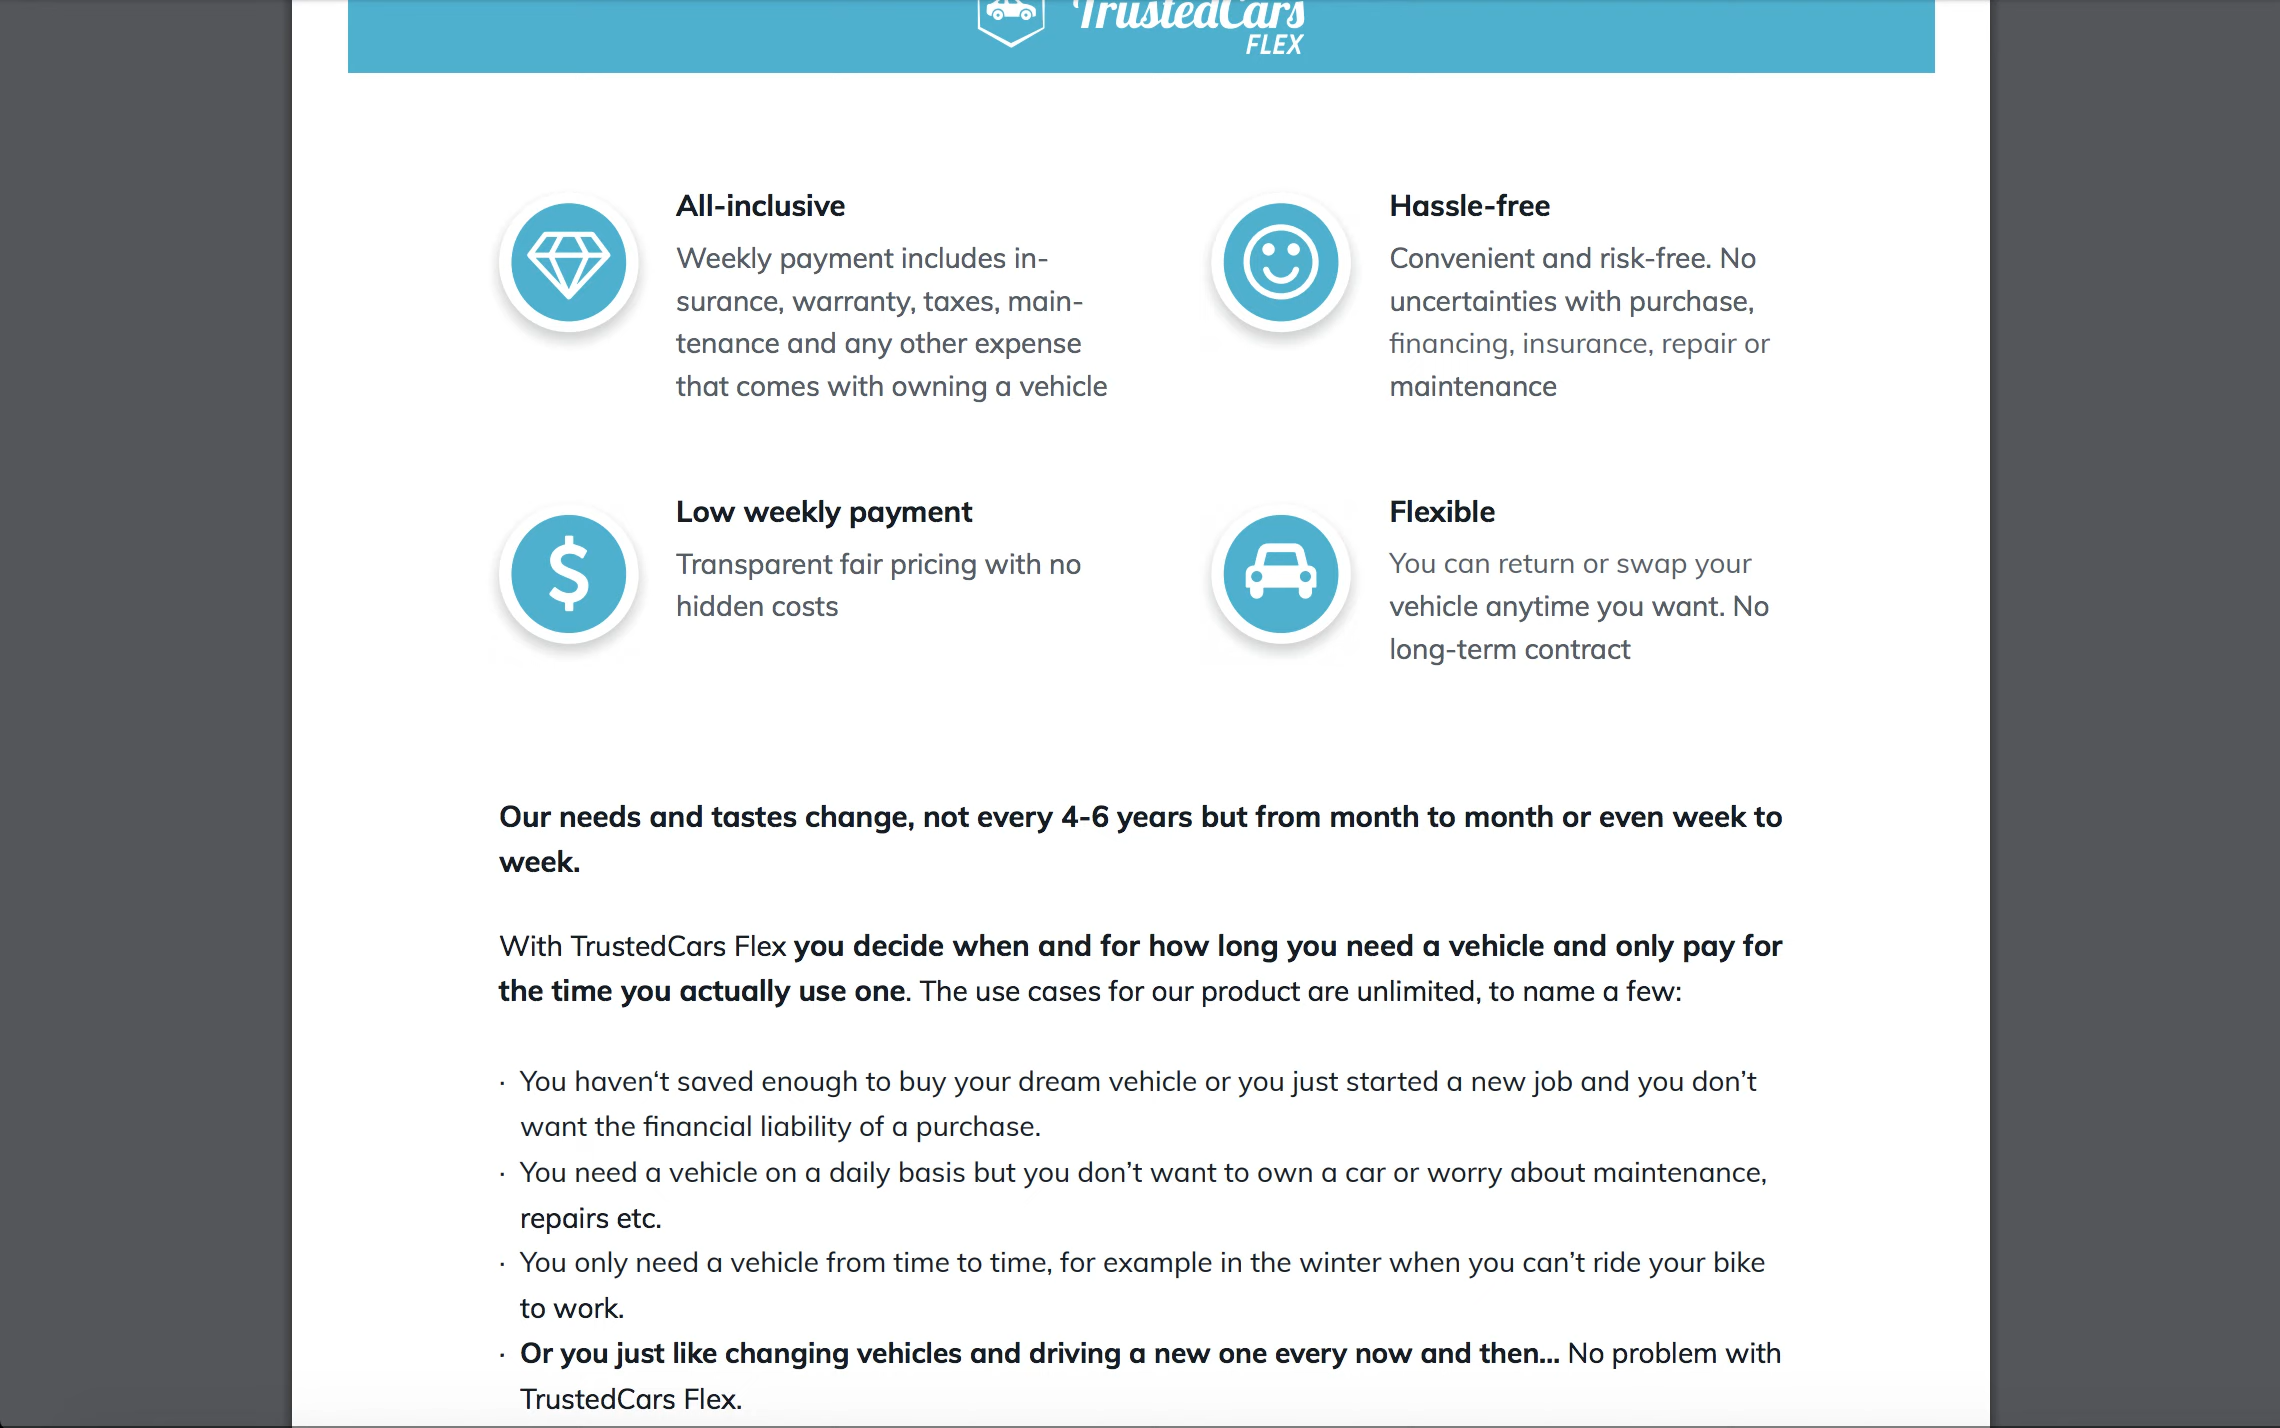 TrustedCars
FLEX
All-inclusive
Weekly payment includes in-
surance, warranty, taxes, main-
tenance and any other expense
that comes with owning a vehicle
Hassle-free
Convenient and risk-free. No
uncertainties with purchase,
financing, insurance, repair or
maintenance
$
Low weekly payment
Transparent fair pricing with no
hidden costs
Flexible
You can return or swap your
vehicle anytime you want. No
long-term contract
Our needs and tastes change, not every 4-6 years but from month to month or even week to
week.
With TrustedCars Flex you decide when and for how long you need a vehicle and only pay for
the time you actually use one. The use cases for our product are unlimited, to name a few:
· You haven‘t saved enough to buy your dream vehicle or you just started a new job and you don’t
want the financial liability of a purchase.
· You need a vehicle on a daily basis but you don’t want to own a car or worry about maintenance,
repairs etc.
· You only need a vehicle from time to time, for example in the winter when you can’t ride your bike
to work.
· Or you just like changing vehicles and driving a new one every now and then... No problem with
TrustedCars Flex.